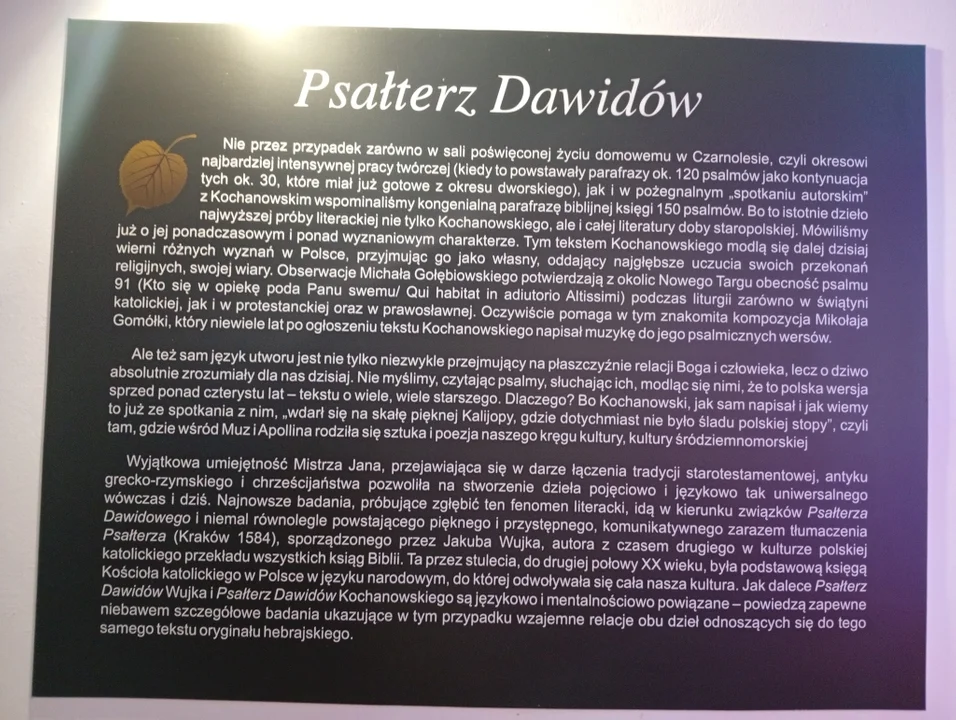 Psałterz Dawidów
Nie przez przypadek zarówno w sali poświęconej życiu domowemu w Czarnolesie, czyli okresowi
najbardziej intensywnej pracy twórczej (kiedy to powstawały parafrazy ok. 120 psalmów jako kontynuacja
tych ok. 30, które miał już gotowe z okresu dworskiego), jak i w pożegnalnym „spotkaniu autorskim”
z Kochanowskim wspominaliśmy kongenialną parafrazę biblijnej księgi 150 psalmów. Bo to istotnie dzieło
najwyższej próby literackiej nie tylko Kochanowskiego, ale i całej literatury doby staropolskiej. Mówiliśmy
już o jej ponadczasowym i ponad wyznaniowym charakterze. Tym tekstem Kochanowskiego modlą się dalej dzisiaj
wierni różnych wyznań w Polsce, przyjmując go jako własny, oddający najgłębsze uczucia swoich przekonań
religijnych, swojej wiary. Obserwacje Michała Gołębiowskiego potwierdzają z okolic Nowego Targu obecność psalmu
91 (Kto się w opiekę poda Panu swemu/ Qui habitat in adiutorio Altissimi) podczas liturgii zarówno w świątyni
katolickiej, jak i w protestanckiej oraz w prawosławnej. Oczywiście pomaga w tym znakomita kompozycja Mikołaja
Gomółki, który niewiele lat po ogłoszeniu tekstu Kochanowskiego napisał muzykę do jego psalmicznych wersów.
Ale też sam język utworu jest nie tylko niezwykle przejmujący na płaszczyźnie relacji Boga i człowieka, lecz o dziwo
absolutnie zrozumiały dla nas dzisiaj. Nie myślimy, czytając psalmy, słuchając ich, modląc się nimi, że to polska wersja
sprzed ponad czterystu lat – tekstu o wiele, wiele starszego. Dlaczego? Bo Kochanowski, jak sam napisał i jak wiemy
to już ze spotkania z nim, „wdarł się na skałę pięknej Kalijopy, gdzie dotychmiast nie było śladu polskiej stopy”, czyli
tam, gdzie wśród Muz i Apollina rodziła się sztuka i poezja naszego kręgu kultury, kultury śródziemnomorskiej
Wyjątkowa umiejętność Mistrza Jana, przejawiająca się w darze łączenia tradycji starotestamentowej, antyku
grecko-rzymskiego i chrześcijaństwa pozwoliła na stworzenie dzieła pojęciowo i językowo tak uniwersalnego
wówczas i dziś. Najnowsze badania, próbujące zgłębić ten fenomen literacki, idą w kierunku związków Psałterza
Dawidowego i niemal równolegle powstającego pięknego i przystępnego, komunikatywnego zarazem tłumaczenia
Psałterza (Kraków 1584), sporządzonego przez Jakuba Wujka, autora z czasem drugiego w kulturze polskiej
katolickiego przekładu wszystkich ksiąg Biblii. Ta przez stulecia, do drugiej połowy XX wieku, była podstawową księgą
Kościoła katolickiego w Polsce w języku narodowym, do której odwoływała się cała nasza kultura. Jak dalece Psałterz
Dawidów Wujka i Psałterz Dawidów Kochanowskiego są językowo i mentalnościowo powiązane – powiedzą zapewne
niebawem szczegółowe badania ukazujące w tym przypadku wzajemne relacje obu dzieł odnoszących się do tego
samego tekstu oryginału hebrajskiego.